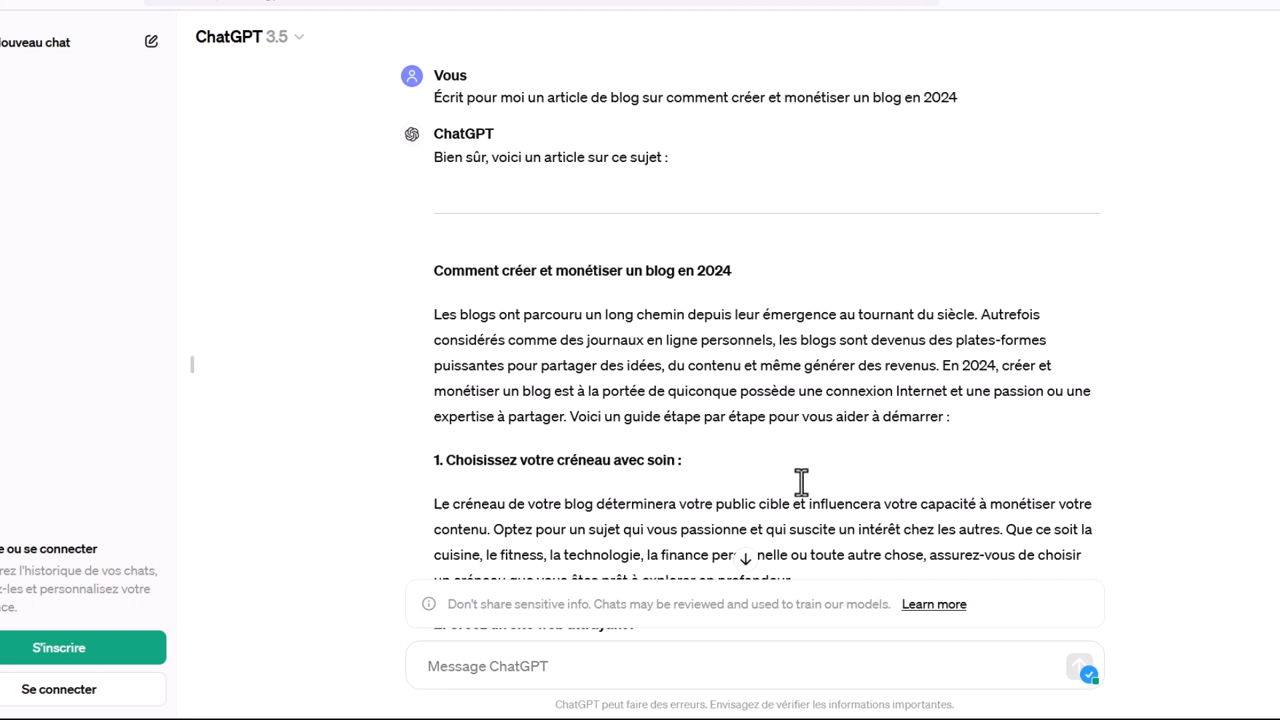 ouveau chat
ChatGPT 3.5
Vous
Écrit pour moi un article de blog sur comment créer et monétiser un blog en 2024
ChatGPT
Bien sûr, voici un article sur ce sujet :
Comment créer et monétiser un blog en 2024
Les blogs ont parcouru un long chemin depuis leur émergence au tournant du siècle. Autrefois
considérés comme des journaux en ligne personnels, les blogs sont devenus des plates-formes
puissantes pour partager des idées, du contenu et même générer des revenus. En 2024, créer et
monétiser un blog est à la portée de quiconque possède une connexion Internet et une passion ou une
expertise à partager. Voici un guide étape par étape pour vous aider à démarrer :
1. Choisissez votre créneau avec soin :
Le créneau de votre blog déterminera votre public cible et influencera votre capacité à monétiser votre
contenu. Optez pour un sujet qui vous passionne et qui suscite un intérêt chez les autres. Que ce soit la
cuisine, le fitness, la technologie, la finance per nelle ou toute autre chose, assurez-vous de choisir
un créneau que vous êtes prêt à explorer en profondeur.
e ou se connecter
rez l'historique de vos chats,
z-les et personnalisez votre
nce.
S'inscrire
Se connecter
Don't share sensitive info. Chats may be reviewed and used to train our models. Learn more
Message ChatGPT
ChatGPT peut faire des erreurs. Envisagez de vérifier les informations importantes.